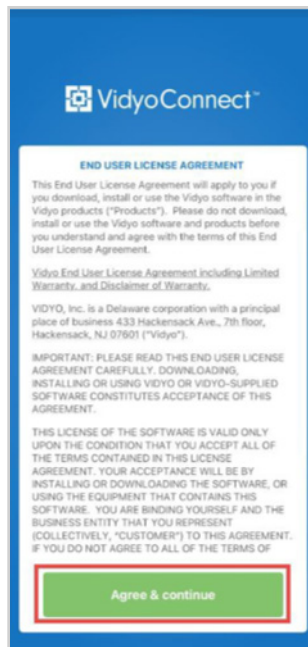 VidyoConnect™
END USER LICENSE AGREEMENT
This End User License Agreement will apply to you if
you download, install or use the Vidyo software in the
Vidyo products ("Products"). Please do not download,
install or use the Vidyo software and products before
you understand and agree with the terms of this End
User License Agreement.
Vidyo End User License Agreement including Limited
Warranty, and Disclaimer of Warranty.
VIDYO, Inc. is a Delaware corporation with a principal
place of business 433 Hackensack Ave., 7th floor,
Hackensack, NJ 07601 ("Vidyo").
IMPORTANT: PLEASE READ THIS END USER LICENSE
AGREEMENT CAREFULLY. DOWNLOADING,
INSTALLING OR USING VIDYO OR VIDYO-SUPPLIED
SOFTWARE CONSTITUTES ACCEPTANCE OF THIS
AGREEMENT.
THIS LICENSE OF THE SOFTWARE IS VALID ONLY
UPON THE CONDITION THAT YOU ACCEPT ALL OF
THE TERMS CONTAINED IN THIS LICENSE
AGREEMENT. YOUR ACCEPTANCE WILL BE BY
INSTALLING OR DOWNLOADING THE SOFTWARE, OR
USING THE EQUIPMENT THAT CONTAINS THIS
SOFTWARE. YOU ARE BINDING YOURSELF AND THE
BUSINESS ENTITY THAT YOU REPRESENT
(COLLECTIVELY, "CUSTOMER") TO THIS AGREEMENT.
IF YOU DO NOT AGREE TO ALL OF THE TERMS OF
Agree & continue